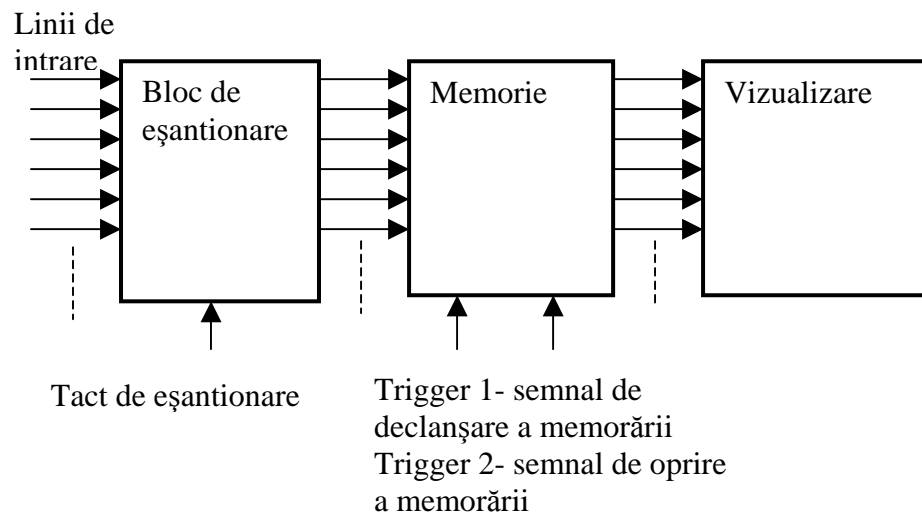 Linii de
intrare
Bloc de
eşantionare
Memorie
Vizualizare
Tact de eşantionare
Trigger 1- semnal de
declanşare a memorării
Trigger 2- semnal de oprire
a memorării